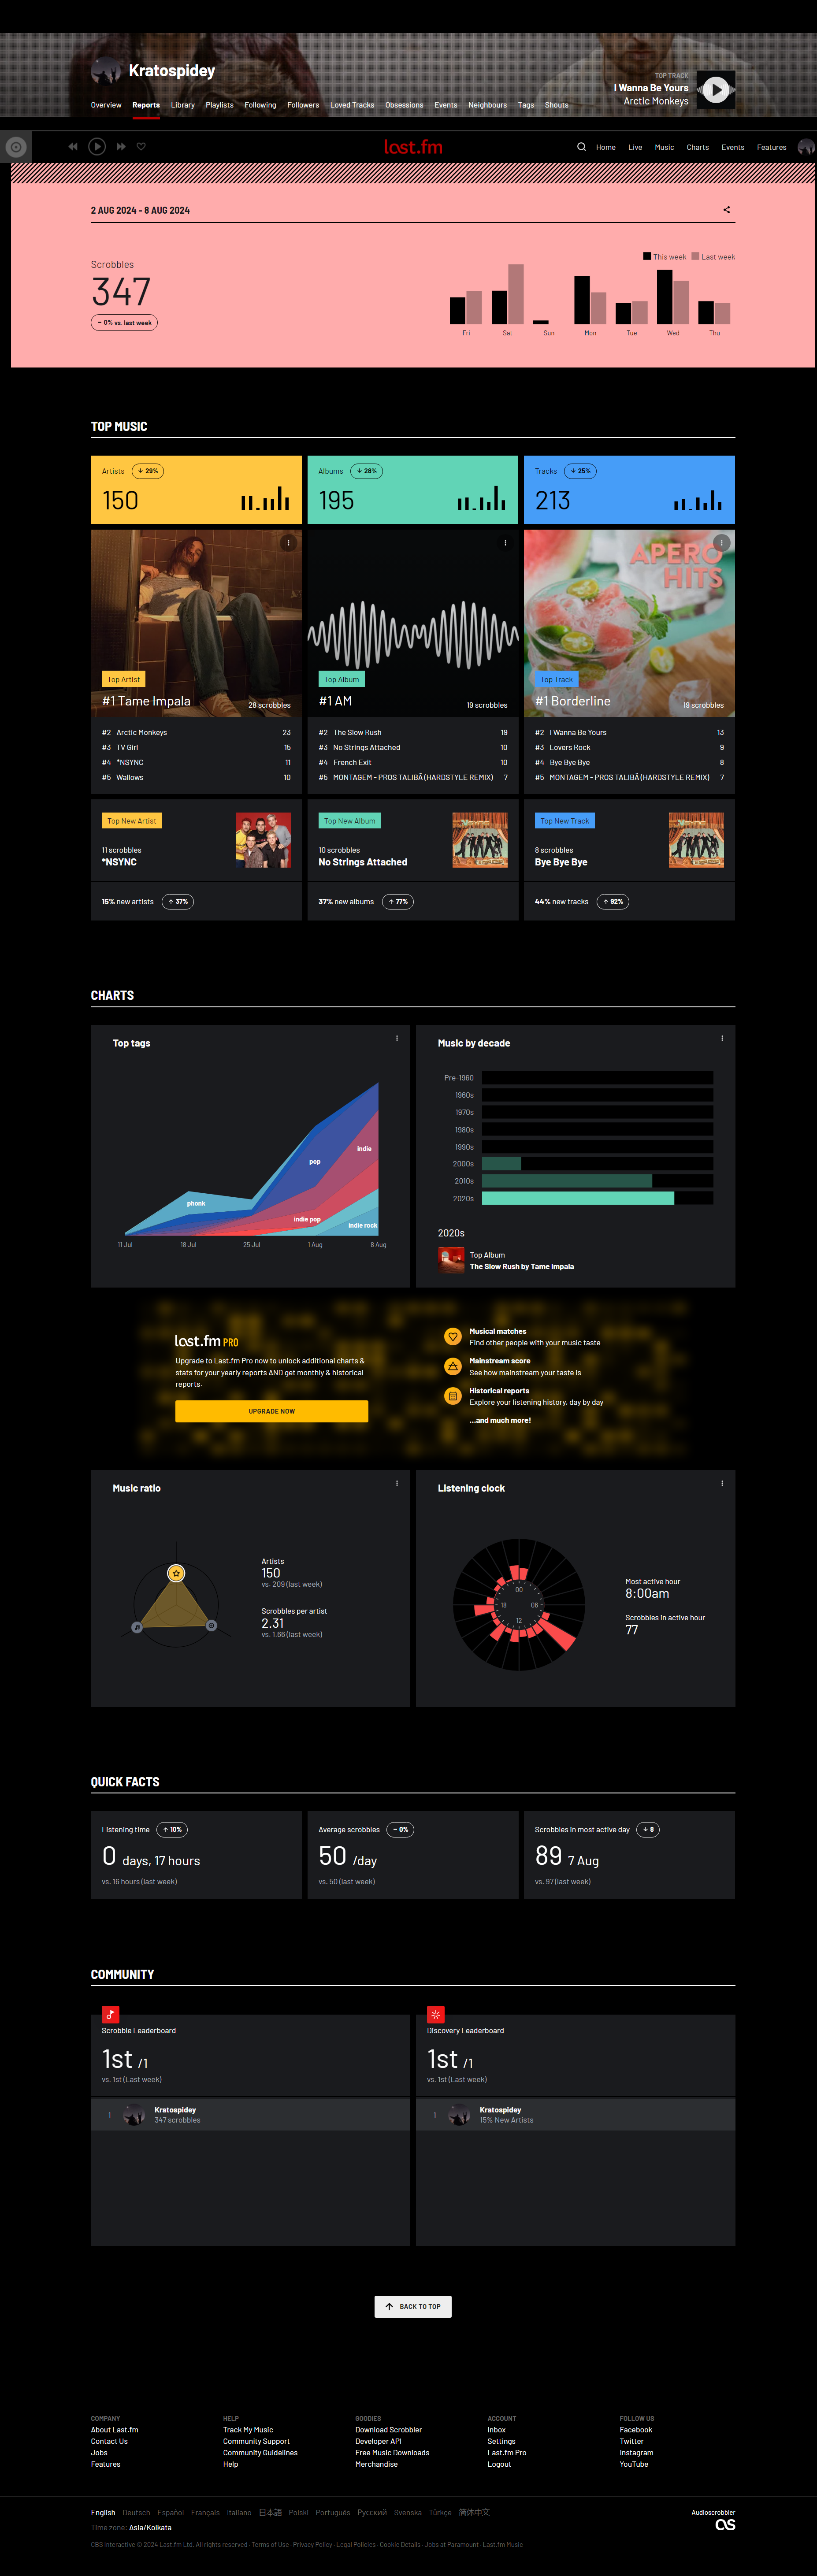 Kratospidey
TOP TRACK
I Wanna Be Yours
Arctic Monkeys
Overview Reports Library Playlists Following Followers Loved Tracks Obsessions Events Neighbours Tags Shouts
last.fm
Home Live Music Charts Events Features
2 AUG 2024 - 8 AUG 2024
This week Last week
Scrobbles
347
– 0% vs. last week
Fri Sat Sun Mon Tue Wed Thu
TOP MUSIC
Artists ↓ 29%
150
Albums ↓ 28%
195
Tracks ↓ 25%
213
Top Artist
#1 Tame Impala 28 scrobbles
#2 Arctic Monkeys 23
#3 TV Girl 15
#4 *NSYNC 11
#5 Wallows 10
Top Album
#1 AM 19 scrobbles
#2 The Slow Rush 19
#3 No Strings Attached 10
#4 French Exit 10
#5 MONTAGEM - PROS TALIBÃ (HARDSTYLE REMIX) 7
APERO
HITS
Top Track
#1 Borderline 19 scrobbles
#2 I Wanna Be Yours 13
#3 Lovers Rock 9
#4 Bye Bye Bye 8
#5 MONTAGEM - PROS TALIBÃ (HARDSTYLE REMIX) 7
Top New Artist
11 scrobbles
*NSYNC
Top New Album
10 scrobbles
No Strings Attached
Top New Track
8 scrobbles
Bye Bye Bye
15% new artists ↑ 37%
37% new albums ↑ 77%
44% new tracks ↑ 92%
CHARTS
Top tags
phonk
pop
indie
indie pop
indie rock
11 Jul 18 Jul 25 Jul 1 Aug 8 Aug
Music by decade
Pre-1960
1960s
1970s
1980s
1990s
2000s
2010s
2020s
2020s
Top Album
The Slow Rush by Tame Impala
last.fm PRO
Upgrade to Last.fm Pro now to unlock additional charts &
stats for your yearly reports AND get monthly & historical
reports.
UPGRADE NOW
Musical matches
Find other people with your music taste
Mainstream score
See how mainstream your taste is
Historical reports
Explore your listening history, day by day
...and much more!
Music ratio
Artists
150
vs. 209 (last week)
Scrobbles per artist
2.31
vs. 1.66 (last week)
Listening clock
00
06
12
18
Most active hour
8:00am
Scrobbles in active hour
77
QUICK FACTS
Listening time ↑ 10%
0 days, 17 hours
vs. 16 hours (last week)
Average scrobbles – 0%
50 /day
vs. 50 (last week)
Scrobbles in most active day ↓ 8
89 7 Aug
vs. 97 (last week)
COMMUNITY
Scrobble Leaderboard
1st /1
vs. 1st (Last week)
1 Kratospidey
347 scrobbles
Discovery Leaderboard
1st /1
vs. 1st (Last week)
1 Kratospidey
15% New Artists
BACK TO TOP
COMPANY
About Last.fm
Contact Us
Jobs
Features
HELP
Track My Music
Community Support
Community Guidelines
Help
GOODIES
Download Scrobbler
Developer API
Free Music Downloads
Merchandise
ACCOUNT
Inbox
Settings
Last.fm Pro
Logout
FOLLOW US
Facebook
Twitter
Instagram
YouTube
English Deutsch Español Français Italiano 日本語 Polski Português Русский Svenska Türkçe 简体中文
Time zone: Asia/Kolkata
Audioscrobbler
CBS Interactive © 2024 Last.fm Ltd. All rights reserved · Terms of Use · Privacy Policy · Legal Policies · Cookie Details · Jobs at Paramount · Last.fm Music